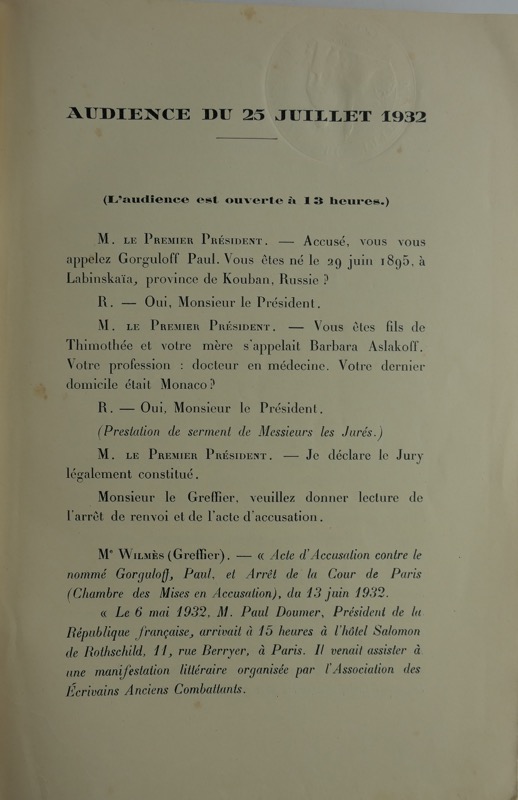 AUDIENCE DU 25 JUILLET 1932
(L'audience est ouverte à 13 heures.)
M. LE PREMIER PRÉSIDENT. — Accusé, vous vous
appelez Gorguloff Paul. Vous êtes né le 29 juin 1895, à
Labinskaïa, province de Kouban, Russie ?
R. — Oui, Monsieur le Président.
M. LE PREMIER PRÉSIDENT. — Vous êtes fils de
Thimothée et votre mère s'appelait Barbara Aslakoff.
Votre profession : docteur en médecine. Votre dernier
domicile était Monaco ?
R. — Oui, Monsieur le Président.
(Prestation de serment de Messieurs les Jurés.)
M. LE PREMIER PRÉSIDENT. — Je déclare le Jury
légalement constitué.
Monsieur le Greffier, veuillez donner lecture de
l'arrêt de renvoi et de l'acte d'accusation.
Me WILMÈS (Greffier). — « Acte d'Accusation contre le
nommé Gorguloff, Paul, et Arrêt de la Cour de Paris
(Chambre des Mises en Accusation), du 13 juin 1932.
« Le 6 mai 1932, M. Paul Doumer, Président de la
République française, arrivait à 15 heures à l'hôtel Salomon
de Rothschild, 11, rue Berryer, à Paris. Il venait assister à
une manifestation littéraire organisée par l'Association des
Écrivains Anciens Combattants.